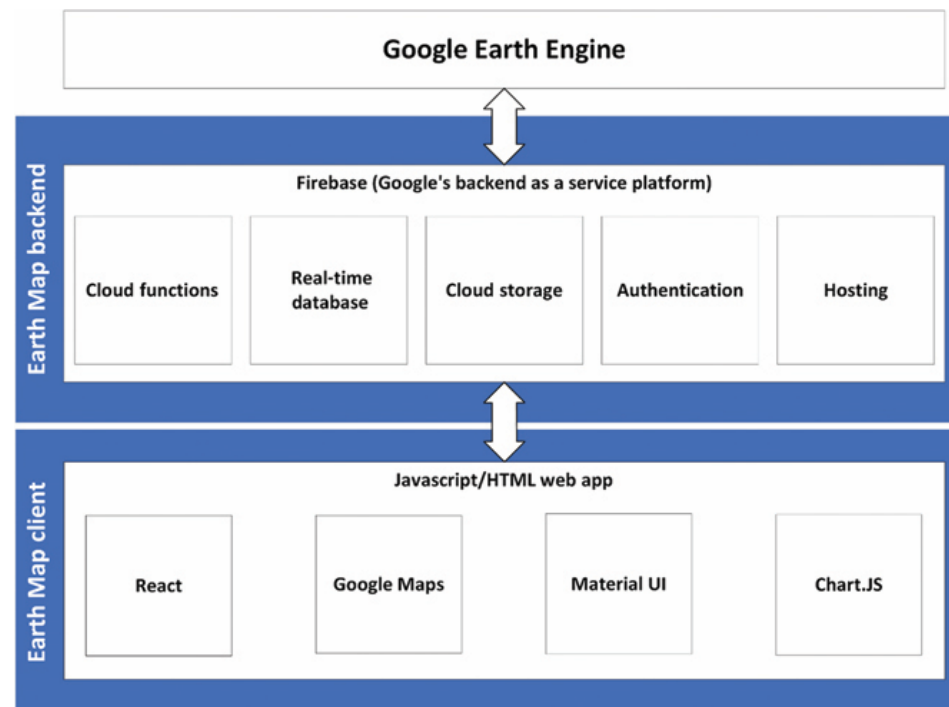 Google Earth Engine
Earth Map backend
Firebase (Google's backend as a service platform)
Cloud functions
Real-time
database
Cloud storage
Authentication
Hosting
Earth Map client
Javascript/HTML web app
React
Google Maps
Material UI
Chart.JS